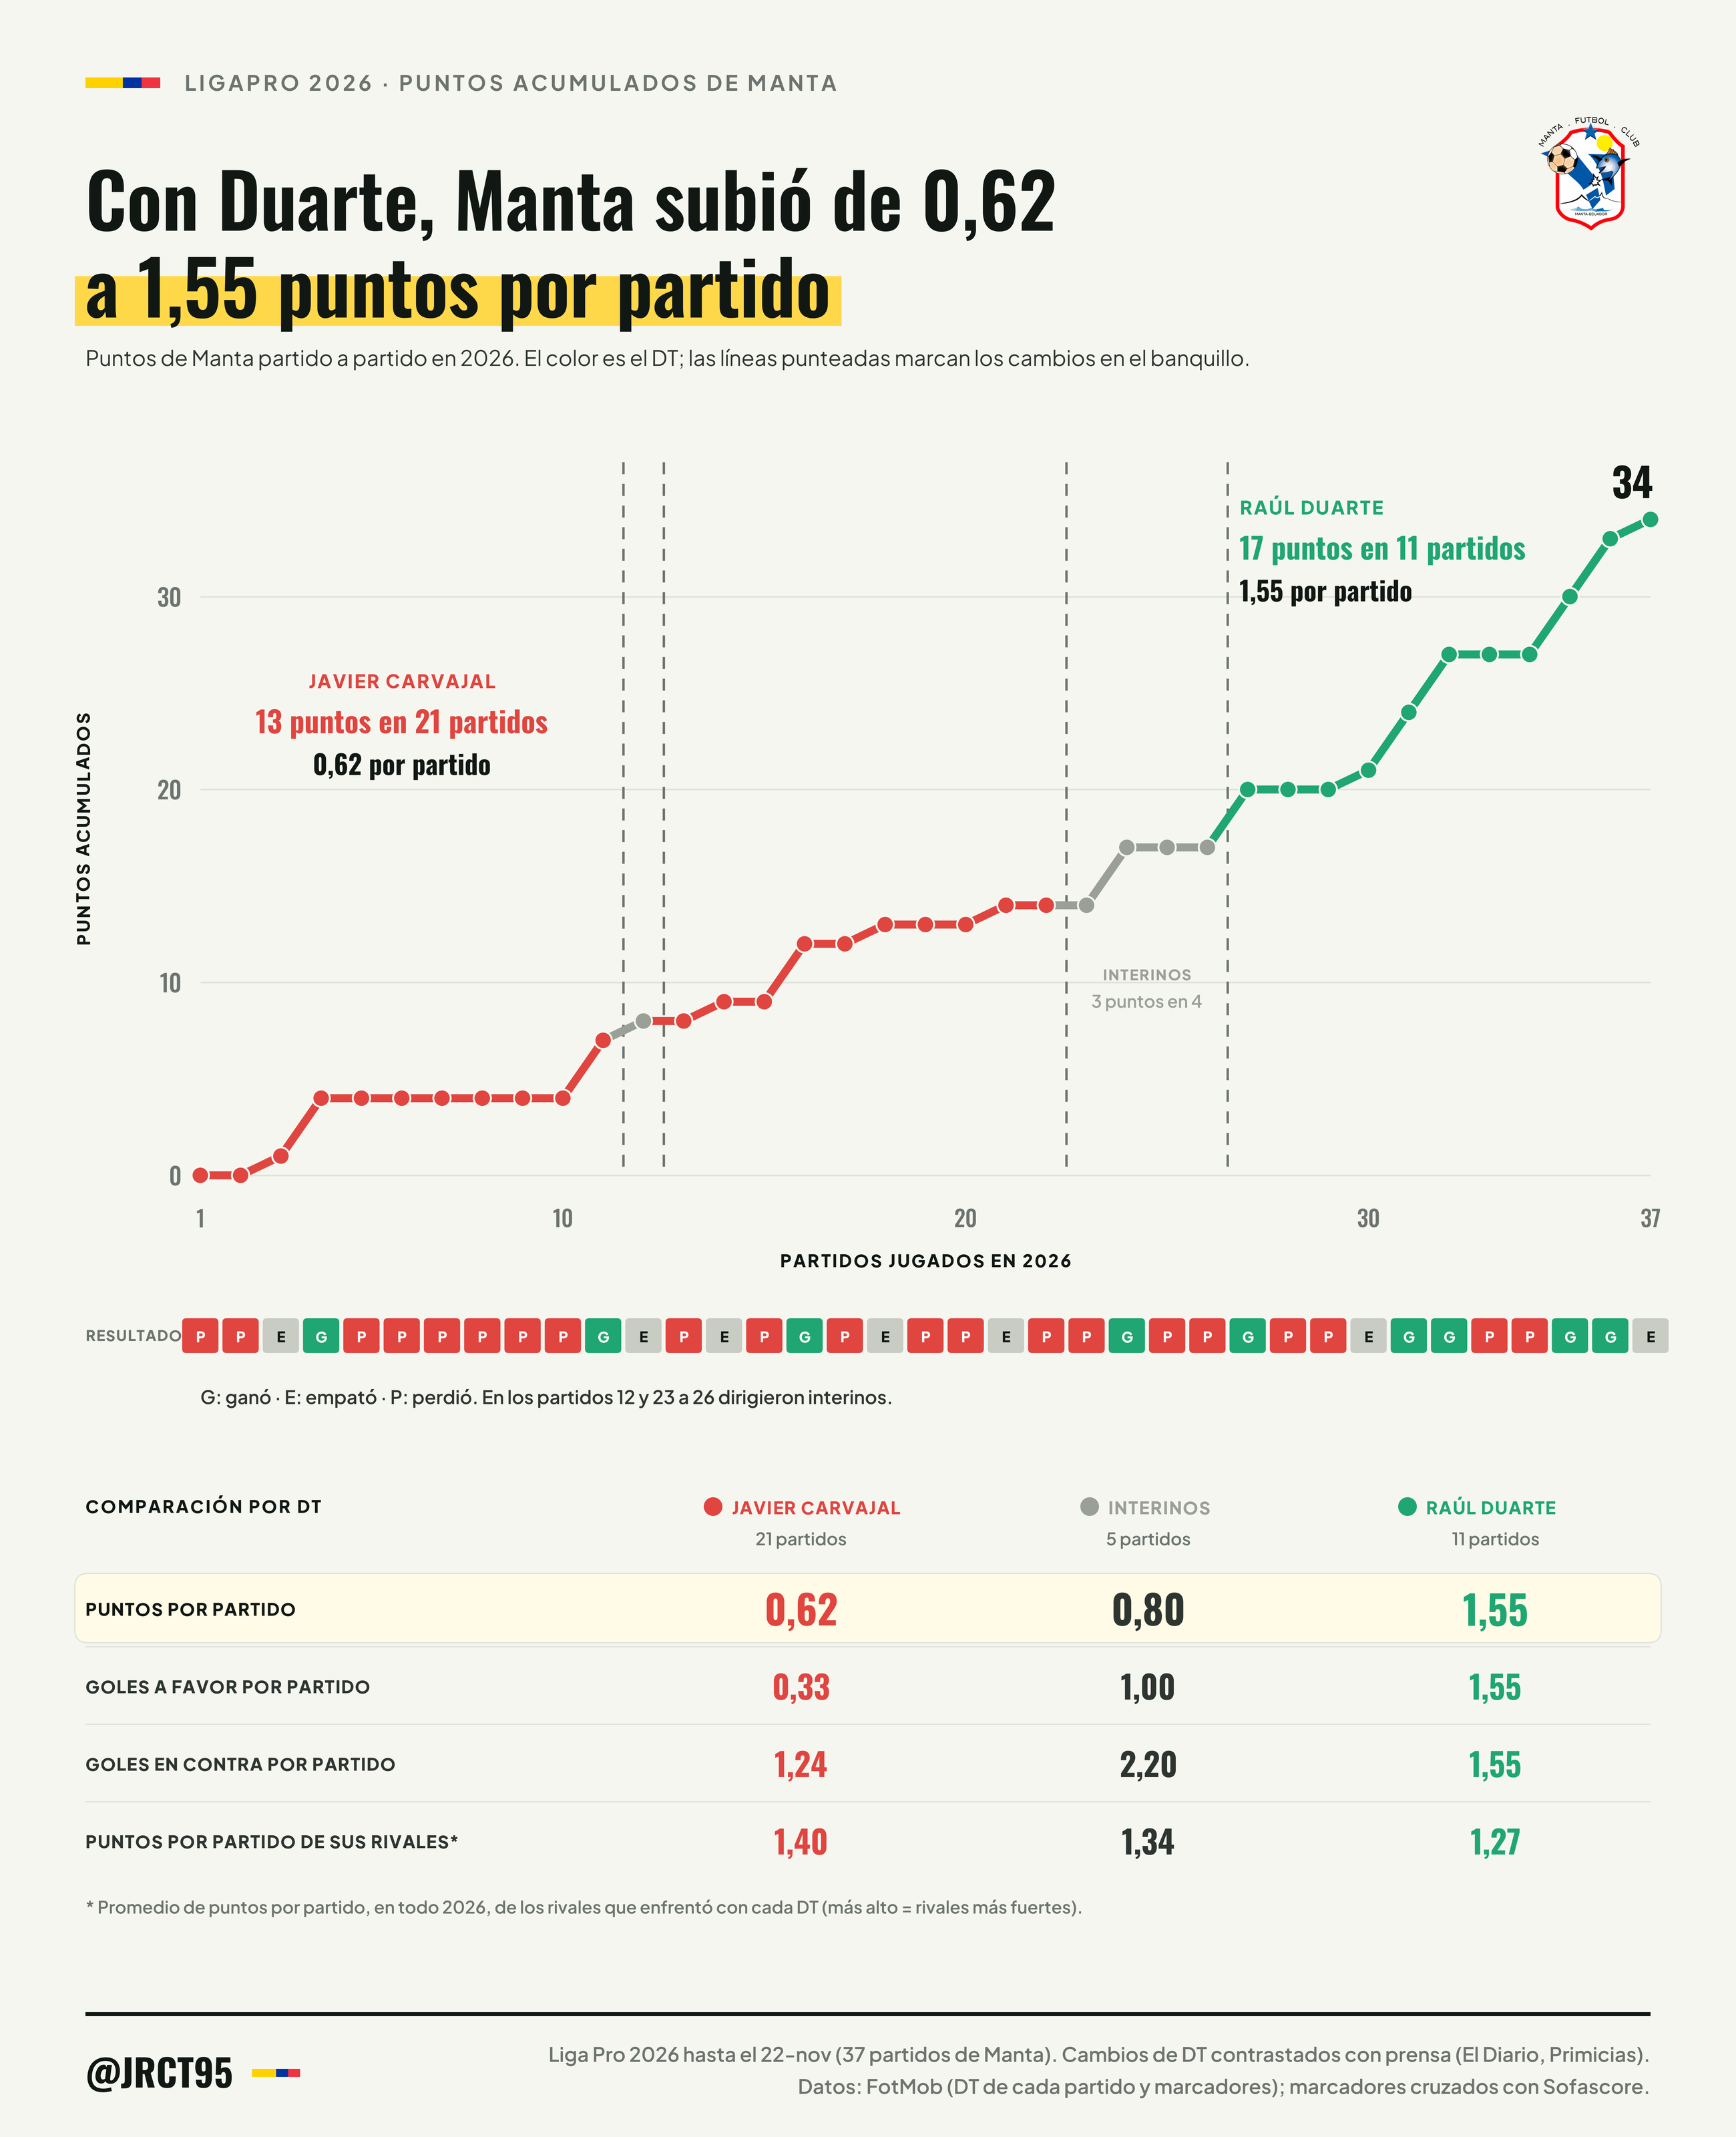 LIGAPRO 2026 · PUNTOS ACUMULADOS DE MANTA
MANTA . FUTBOL . CLUB
MANTA-ECUADOR
Con Duarte, Manta subió de 0,62
a 1,55 puntos por partido
Puntos de Manta partido a partido en 2026. El color es el DT; las líneas punteadas marcan los cambios en el banquillo.
34
RAÚL DUARTE
17 puntos en 11 partidos
1,55 por partido
JAVIER CARVAJAL
13 puntos en 21 partidos
0,62 por partido
INTERINOS
3 puntos en 4
PUNTOS ACUMULADOS
30
20
10
0
1 10 20 30 37
PARTIDOS JUGADOS EN 2026
RESULTADO P P E G P P P P P P G E P E P G P E P P E P P G P P G P P E G G P P G G E
G: ganó · E: empató · P: perdió. En los partidos 12 y 23 a 26 dirigieron interinos.
COMPARACIÓN POR DT JAVIER CARVAJAL INTERINOS RAÚL DUARTE
21 partidos 5 partidos 11 partidos
PUNTOS POR PARTIDO 0,62 0,80 1,55
GOLES A FAVOR POR PARTIDO 0,33 1,00 1,55
GOLES EN CONTRA POR PARTIDO 1,24 2,20 1,55
PUNTOS POR PARTIDO DE SUS RIVALES* 1,40 1,34 1,27
* Promedio de puntos por partido, en todo 2026, de los rivales que enfrentó con cada DT (más alto = rivales más fuertes).
@JRCT95
Liga Pro 2026 hasta el 22-nov (37 partidos de Manta). Cambios de DT contrastados con prensa (El Diario, Primicias).
Datos: FotMob (DT de cada partido y marcadores); marcadores cruzados con Sofascore.